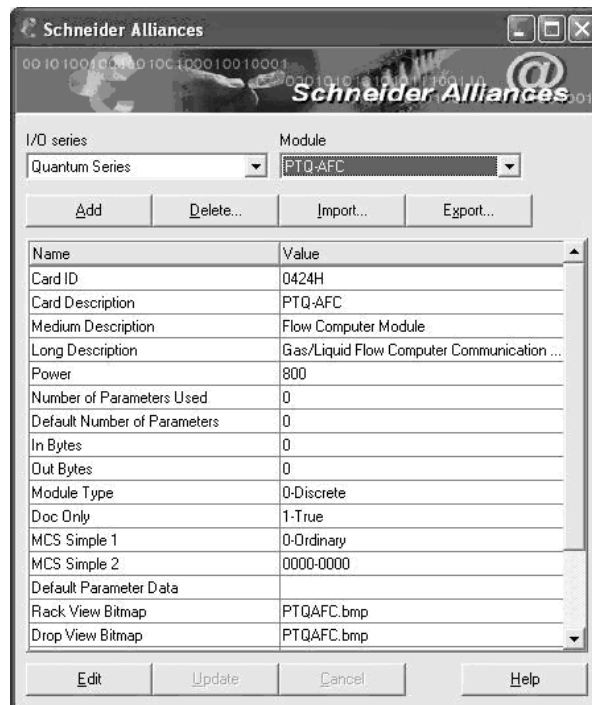 Schneider Alliances
Schneider Alliances
I/O series Module
Quantum Series PTQ-AFC
Add Delete... Import... Export...
Name Value
Card ID 0424H
Card Description PTQ-AFC
Medium Description Flow Computer Module
Long Description Gas/Liquid Flow Computer Communication ...
Power 800
Number of Parameters Used 0
Default Number of Parameters 0
In Bytes 0
Out Bytes 0
Module Type 0-Discrete
Doc Only 1-True
MCS Simple 1 0-Ordinary
MCS Simple 2 0000-0000
Default Parameter Data
Rack View Bitmap PTQAFC.bmp
Drop View Bitmap PTQAFC.bmp
Edit Update Cancel Help